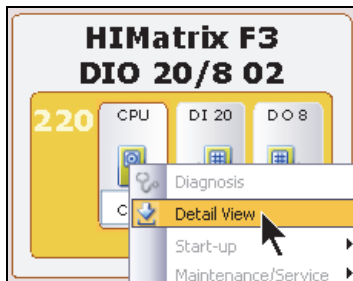 HIMatrix F3
DIO 20/8 02
220 CPU DI 20 DO 8
C
Diagnosis
Detail View
Start-up
Maintenance/Service